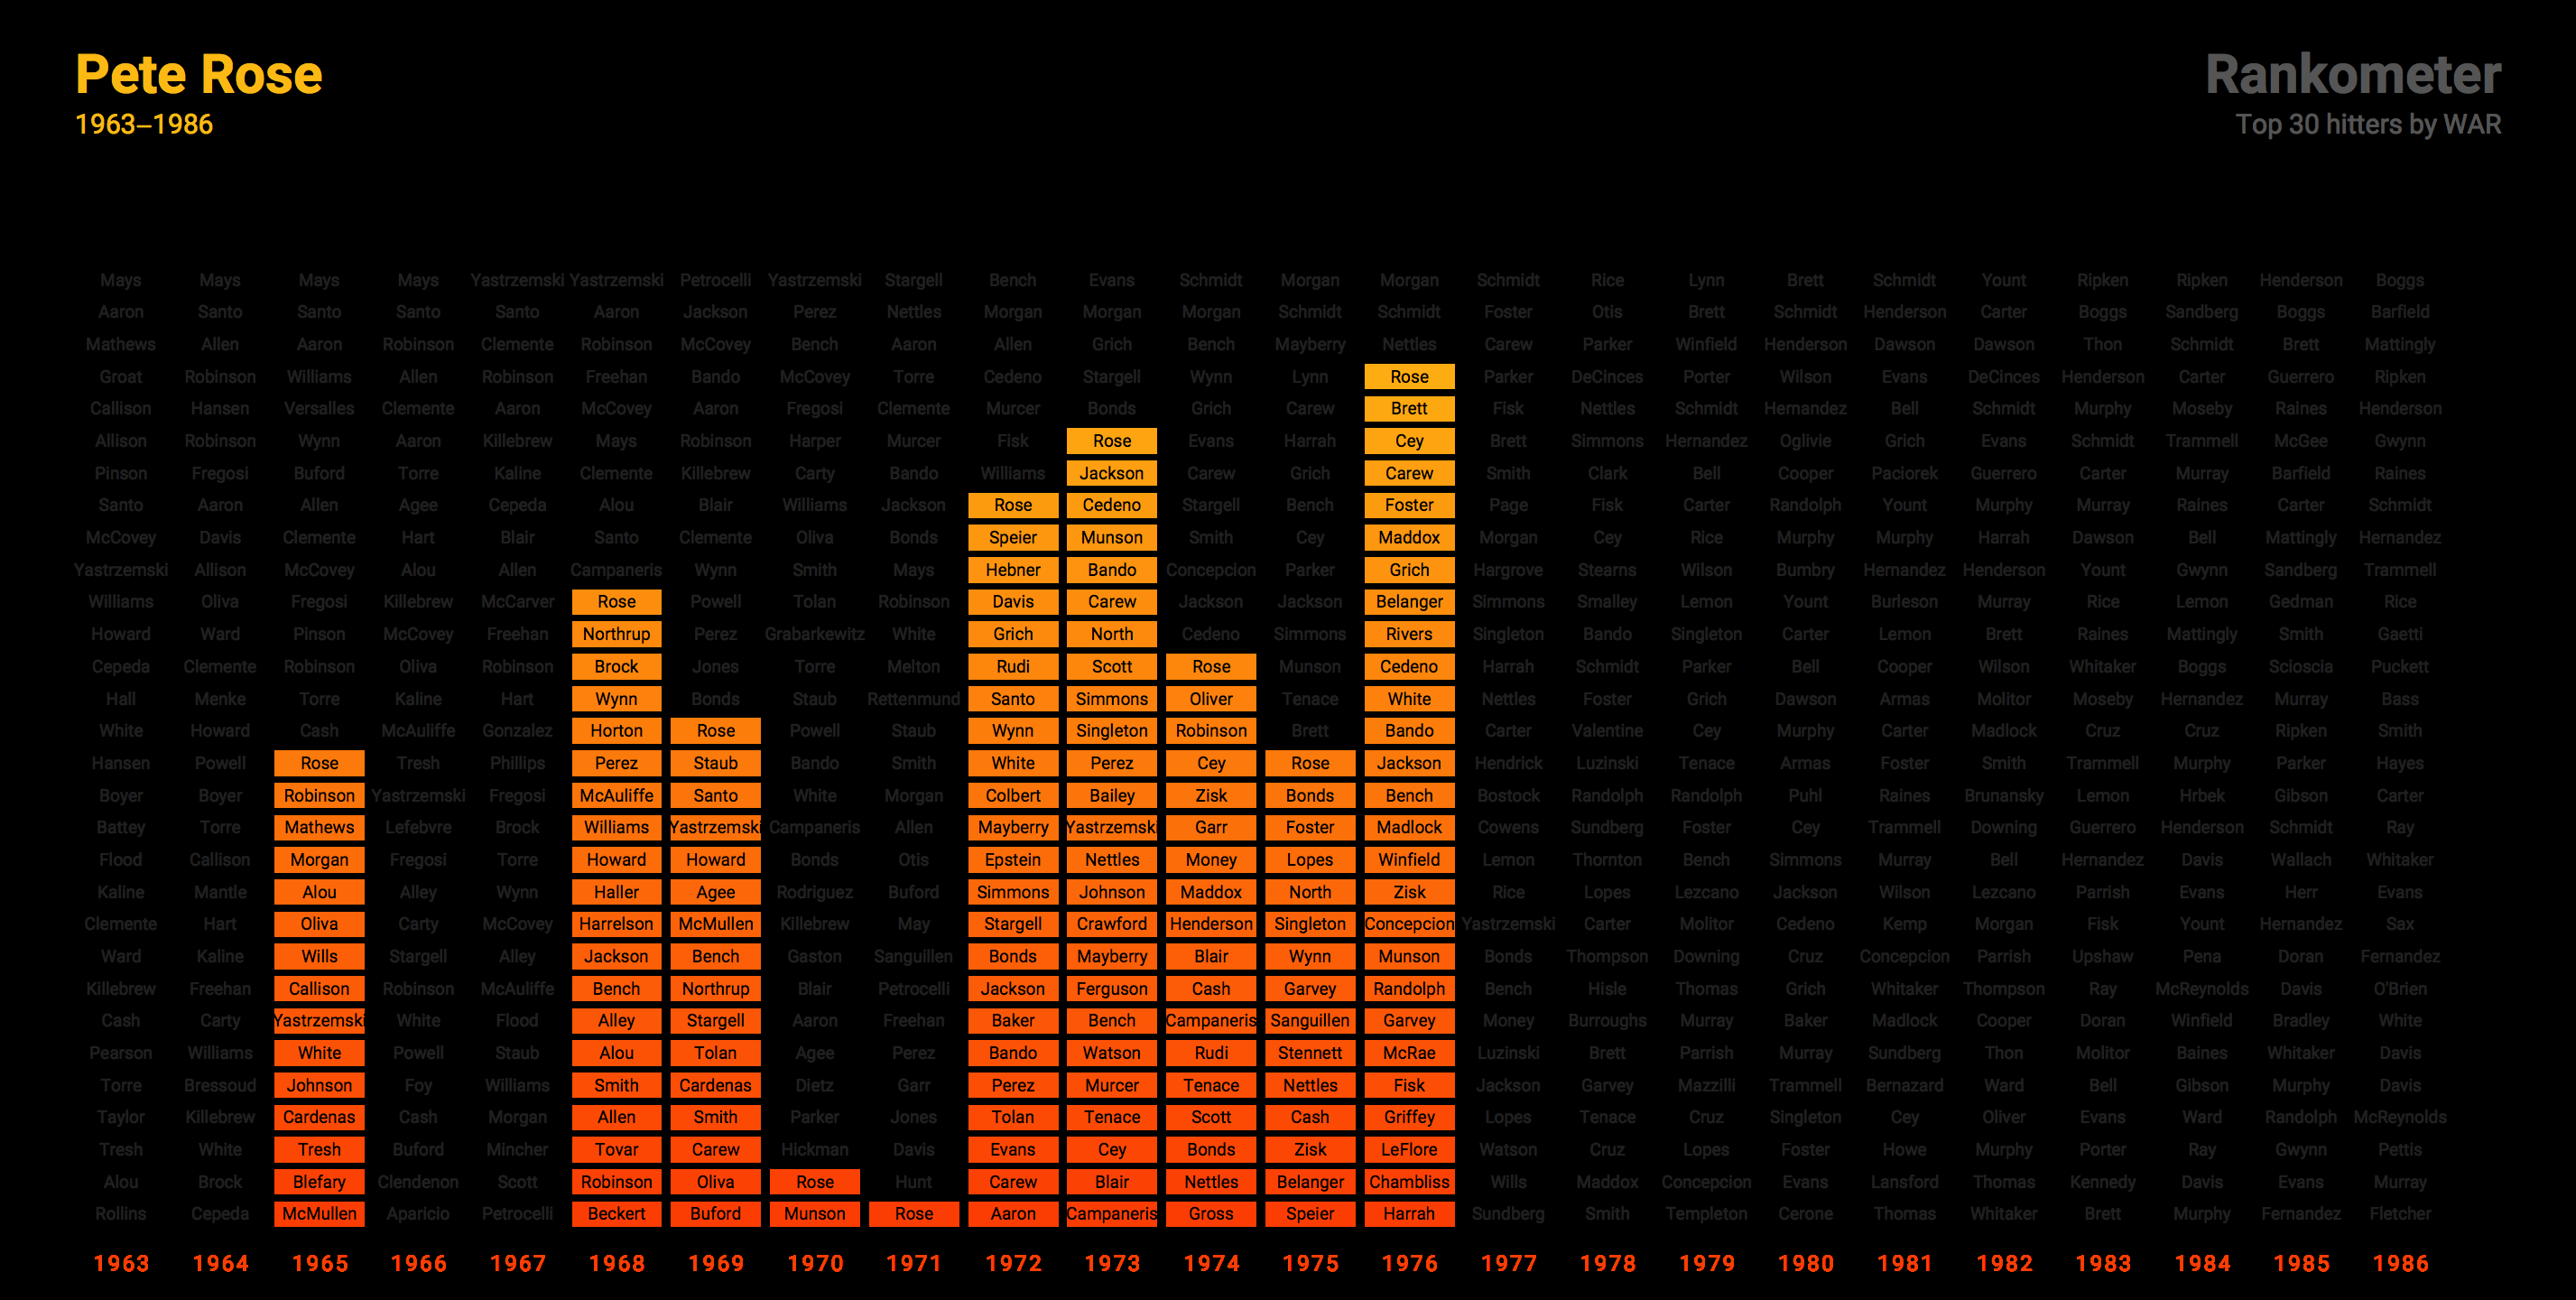 Pete Rose
1963–1986
Rankometer
Top 30 hitters by WAR
Mays Mays Mays Mays Yastrzemski Yastrzemski Petrocelli Yastrzemski Stargell Bench Evans Schmidt Morgan Morgan Schmidt Rice Lynn Brett Schmidt Yount Ripken Ripken Henderson Boggs
Aaron Santo Santo Santo Santo Aaron Jackson Perez Nettles Morgan Morgan Morgan Schmidt Schmidt Foster Otis Brett Schmidt Henderson Carter Boggs Sandberg Boggs Barfield
Mathews Allen Aaron Robinson Clemente Robinson McCovey Bench Aaron Allen Grich Bench Mayberry Nettles Carew Parker Winfield Henderson Dawson Dawson Thon Schmidt Brett Mattingly
Groat Robinson Williams Allen Robinson Freehan Bando McCovey Torre Cedeno Stargell Wynn Lynn Rose Parker DeCinces Porter Wilson Evans DeCinces Henderson Carter Guerrero Ripken
Callison Hansen Versalles Clemente Aaron McCovey Aaron Fregosi Clemente Murcer Bonds Grich Carew Brett Fisk Nettles Schmidt Hernandez Bell Schmidt Murphy Moseby Raines Henderson
Allison Robinson Wynn Aaron Killebrew Mays Robinson Harper Murcer Fisk Rose Evans Harrah Cey Brett Simmons Hernandez Oglivie Grich Evans Schmidt Trammell McGee Gwynn
Pinson Fregosi Buford Torre Kaline Clemente Killebrew Carty Bando Williams Jackson Carew Grich Carew Smith Clark Bell Cooper Paciorek Guerrero Carter Murray Barfield Raines
Santo Aaron Allen Agee Cepeda Alou Blair Williams Jackson Rose Cedeno Stargell Bench Foster Page Fisk Carter Randolph Yount Murphy Murray Raines Carter Schmidt
McCovey Davis Clemente Hart Blair Santo Clemente Oliva Bonds Speier Munson Smith Cey Maddox Morgan Cey Rice Murphy Murphy Harrah Dawson Bell Mattingly Hernandez
Yastrzemski Allison McCovey Alou Allen Campaneris Wynn Smith Mays Hebner Bando Concepcion Parker Grich Hargrove Stearns Wilson Bumbry Hernandez Henderson Yount Gwynn Sandberg Trammell
Williams Oliva Fregosi Killebrew McCarver Rose Powell Tolan Robinson Davis Carew Jackson Jackson Belanger Simmons Smalley Lemon Yount Burleson Murray Rice Lemon Gedman Rice
Howard Ward Pinson McCovey Freehan Northrup Perez Grabarkewitz White Grich North Cedeno Simmons Rivers Singleton Bando Singleton Carter Lemon Brett Raines Mattingly Smith Gaetti
Cepeda Clemente Robinson Oliva Robinson Brock Jones Torre Melton Rudi Scott Rose Munson Cedeno Harrah Schmidt Parker Bell Cooper Wilson Whitaker Boggs Scioscia Puckett
Hall Menke Torre Kaline Hart Wynn Bonds Staub Rettenmund Santo Simmons Oliver Tenace White Nettles Foster Grich Dawson Armas Molitor Moseby Hernandez Murray Bass
White Howard Cash McAuliffe Gonzalez Horton Rose Powell Staub Wynn Singleton Robinson Brett Bando Carter Valentine Cey Murphy Carter Madlock Cruz Cruz Ripken Smith
Hansen Powell Rose Tresh Phillips Perez Staub Bando Smith White Perez Cey Rose Jackson Hendrick Luzinski Tenace Armas Foster Smith Trammell Murphy Parker Hayes
Boyer Boyer Robinson Yastrzemski Fregosi McAuliffe Santo White Morgan Colbert Bailey Zisk Bonds Bench Bostock Randolph Randolph Puhl Raines Brunansky Lemon Hrbek Gibson Carter
Battey Torre Mathews Lefebvre Brock Williams Yastrzemski Campaneris Allen Mayberry Yastrzemski Garr Foster Madlock Cowens Sundberg Foster Cey Trammell Downing Guerrero Henderson Schmidt Ray
Flood Callison Morgan Fregosi Torre Howard Howard Bonds Otis Epstein Nettles Money Lopes Winfield Lemon Thornton Bench Simmons Murray Bell Hernandez Davis Wallach Whitaker
Kaline Mantle Alou Alley Wynn Haller Agee Rodriguez Buford Simmons Johnson Maddox North Zisk Rice Lopes Lezcano Jackson Wilson Lezcano Parrish Evans Herr Evans
Clemente Hart Oliva Carty McCovey Harrelson McMullen Killebrew May Stargell Crawford Henderson Singleton Concepcion Yastrzemski Carter Molitor Cedeno Kemp Morgan Fisk Yount Hernandez Sax
Ward Kaline Wills Stargell Alley Jackson Bench Gaston Sanguillen Bonds Mayberry Blair Wynn Munson Bonds Thompson Downing Cruz Concepcion Parrish Upshaw Pena Doran Fernandez
Killebrew Freehan Callison Robinson McAuliffe Bench Northrup Blair Petrocelli Jackson Ferguson Cash Garvey Randolph Bench Hisle Thomas Grich Whitaker Thompson Ray McReynolds Davis O'Brien
Cash Carty Yastrzemski White Flood Alley Stargell Aaron Freehan Baker Bench Campaneris Sanguillen Garvey Money Burroughs Murray Baker Madlock Cooper Doran Winfield Bradley White
Pearson Williams White Powell Staub Alou Tolan Agee Perez Bando Watson Rudi Stennett McRae Luzinski Brett Parrish Murray Sundberg Thon Molitor Baines Whitaker Davis
Torre Bressoud Johnson Foy Williams Smith Cardenas Dietz Garr Perez Murcer Tenace Nettles Fisk Jackson Garvey Mazzilli Trammell Bernazard Ward Bell Gibson Murphy Davis
Taylor Killebrew Cardenas Cash Morgan Allen Smith Parker Jones Tolan Tenace Scott Cash Griffey Lopes Tenace Cruz Singleton Cey Oliver Evans Ward Randolph McReynolds
Tresh White Tresh Buford Mincher Tovar Carew Hickman Davis Evans Cey Bonds Zisk LeFlore Watson Cruz Lopes Foster Howe Murphy Porter Ray Gwynn Pettis
Alou Brock Blefary Clendenon Scott Robinson Oliva Rose Hunt Carew Blair Nettles Belanger Chambliss Wills Maddox Concepcion Evans Lansford Thomas Kennedy Davis Evans Murray
Rollins Cepeda McMullen Aparicio Petrocelli Beckert Buford Munson Rose Aaron Campaneris Gross Speier Harrah Sundberg Smith Templeton Cerone Thomas Whitaker Brett Murphy Fernandez Fletcher
1963 1964 1965 1966 1967 1968 1969 1970 1971 1972 1973 1974 1975 1976 1977 1978 1979 1980 1981 1982 1983 1984 1985 1986